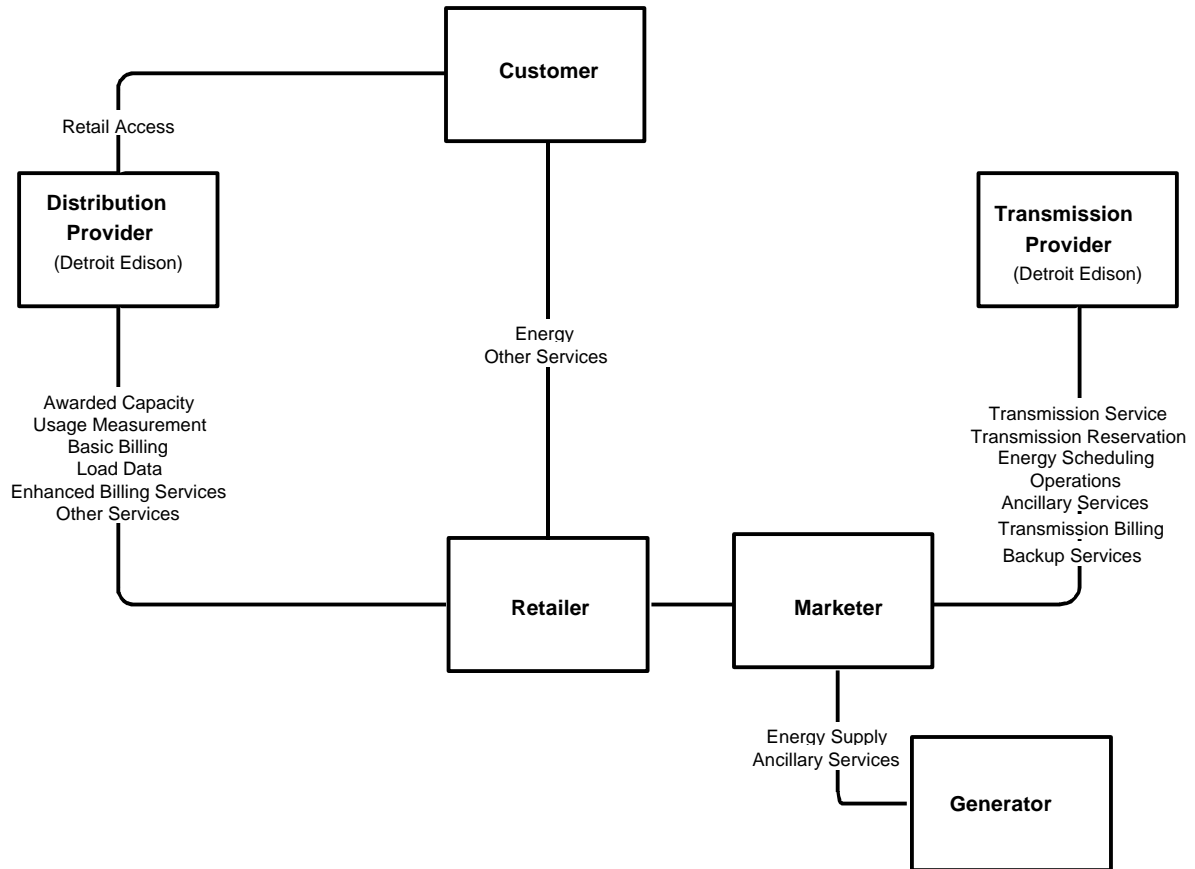 Customer
Retail Access
Distribution
Provider
(Detroit Edison)
Transmission
Provider
(Detroit Edison)
Energy
Other Services
Awarded Capacity
Usage Measurement
Basic Billing
Load Data
Enhanced Billing Services
Other Services
Transmission Service
Transmission Reservation
Energy Scheduling
Operations
Ancillary Services
Transmission Billing
Backup Services
Retailer
Marketer
Energy Supply
Ancillary Services
Generator